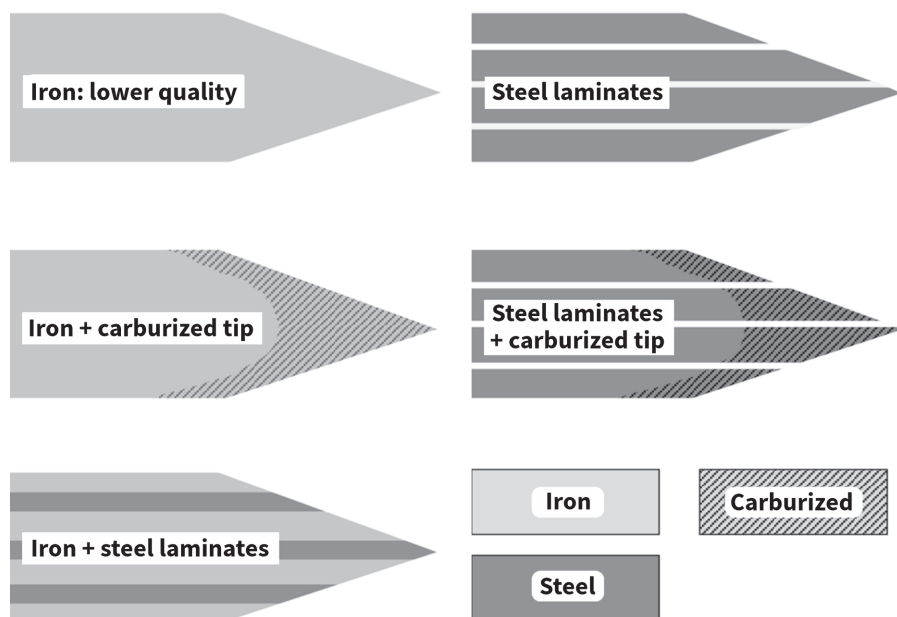 Iron: lower quality
Steel laminates
Iron + carburized tip
Steel laminates
+ carburized tip
Iron + steel laminates
Iron
Carburized
Steel